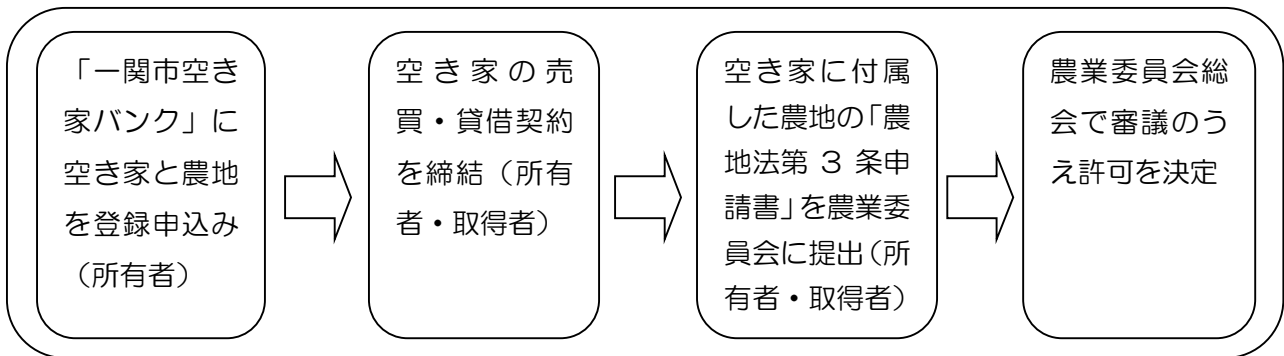 「一関市空き
家バンク」に
空き家と農地
を登録申込み
（所有者）
空き家の売
買・貸借契約
を締結（所有
者・取得者）
空き家に付属
した農地の「農
地法第 3 条申
請書」を農業委
員会に提出（所
有者・取得者）
農業委員会総
会で審議のう
え許可を決定